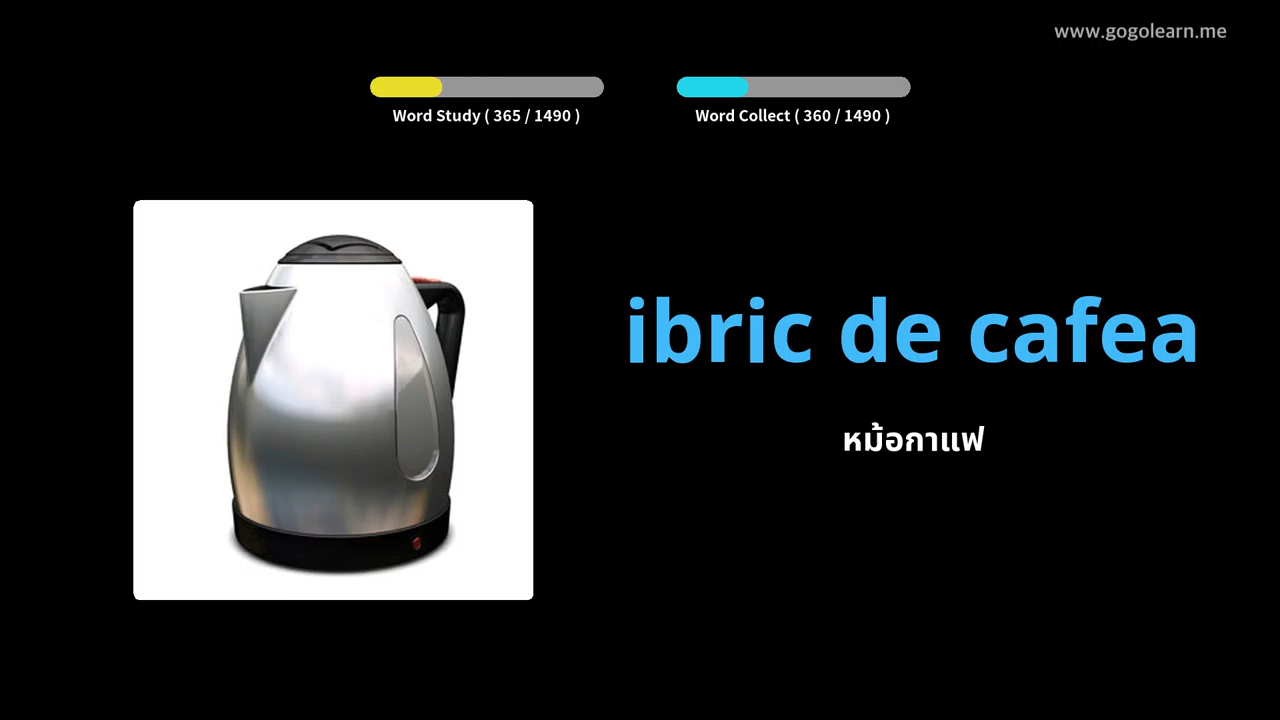 www.gogolearn.me
Word Study ( 365 / 1490 )
Word Collect ( 360 / 1490 )
ibric de cafea
หม้อกาแฟ